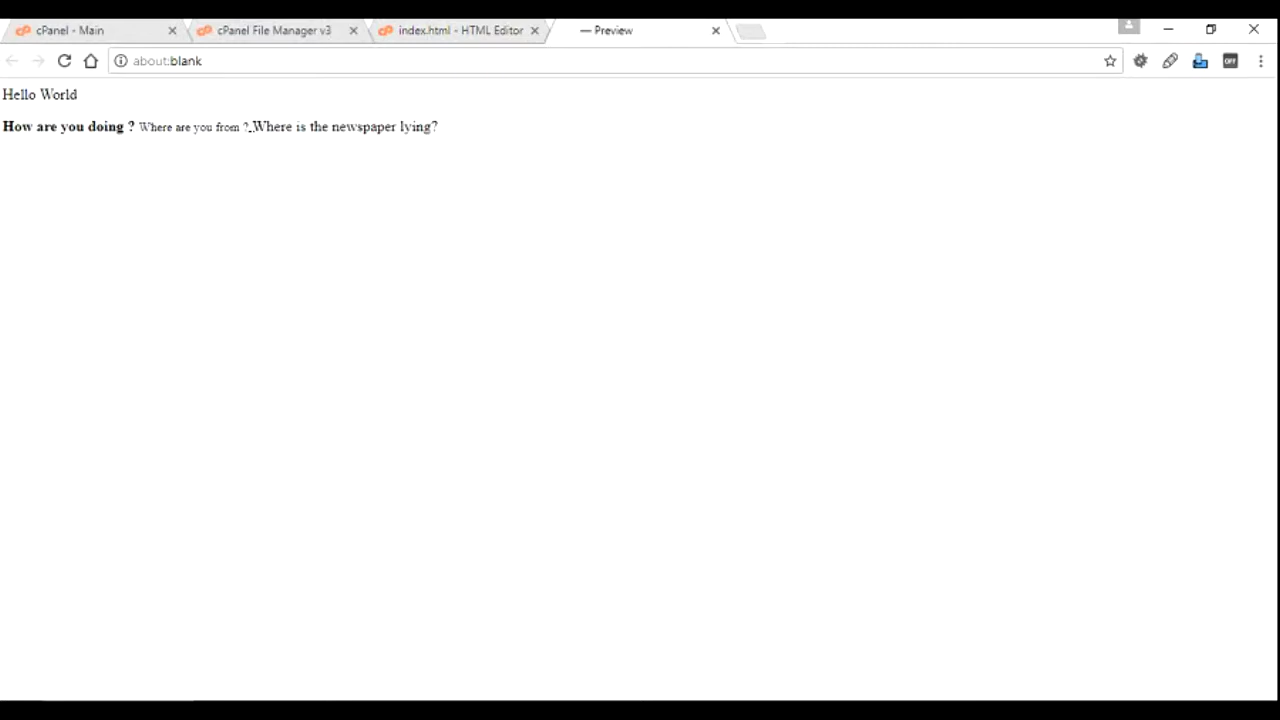 cPanel - Main
cPanel File Manager v3
index.html - HTML Editor
— Preview
about:blank
OFF
Hello World
How are you doing ? Where are you from ? Where is the newspaper lying?